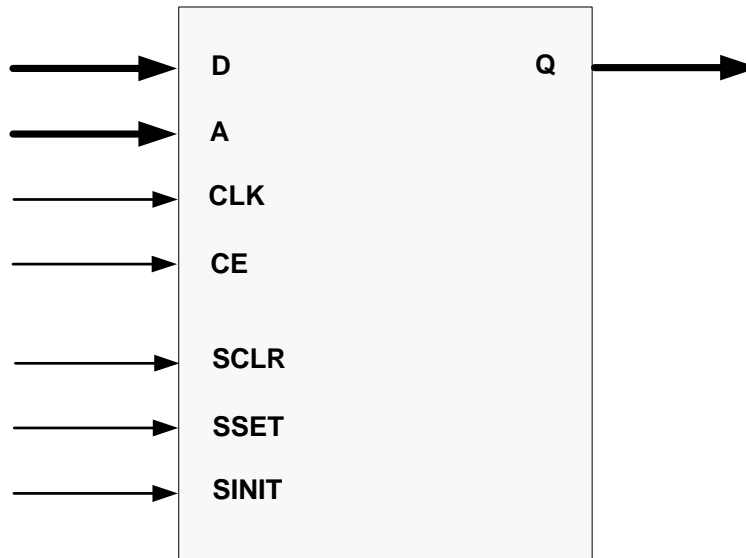 D Q
A
CLK
CE
SCLR
SSET
SINIT